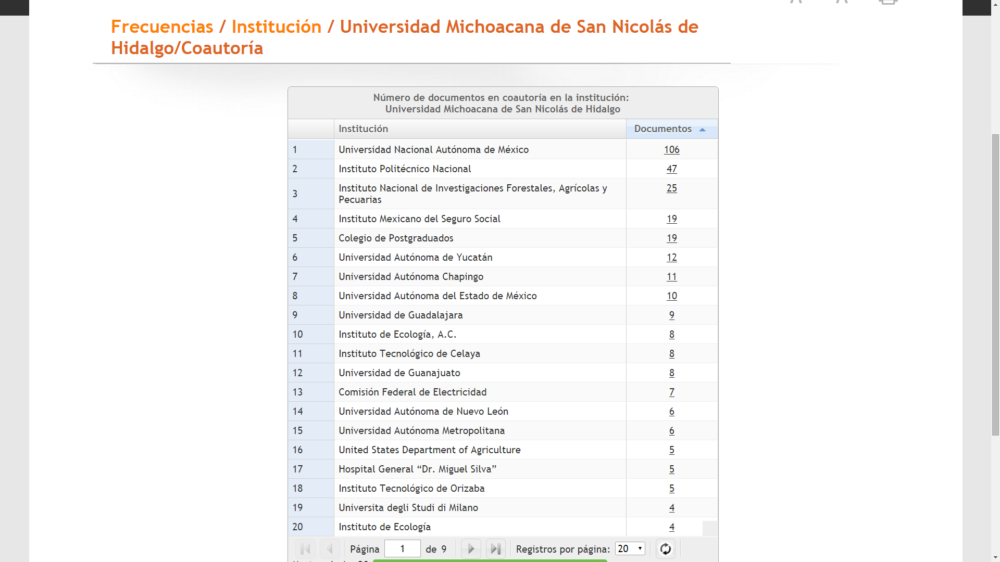 Frecuencias / Institución / Universidad Michoacana de San Nicolás de
Hidalgo/Coautoría
Número de documentos en coautoría en la institución:
Universidad Michoacana de San Nicolás de Hidalgo
Institución Documentos
1 Universidad Nacional Autónoma de México 106
2 Instituto Politécnico Nacional 47
3 Instituto Nacional de Investigaciones Forestales, Agrícolas y 25
Pecuarias
4 Instituto Mexicano del Seguro Social 19
5 Colegio de Postgraduados 19
6 Universidad Autónoma de Yucatán 12
7 Universidad Autónoma Chapingo 11
8 Universidad Autónoma del Estado de México 10
9 Universidad de Guadalajara 9
10 Instituto de Ecología, A.C. 8
11 Instituto Tecnológico de Celaya 8
12 Universidad de Guanajuato 8
13 Comisión Federal de Electricidad 7
14 Universidad Autónoma de Nuevo León 6
15 Universidad Autónoma Metropolitana 6
16 United States Department of Agriculture 5
17 Hospital General “Dr. Miguel Silva” 5
18 Instituto Tecnológico de Orizaba 5
19 Universita degli Studi di Milano 4
20 Instituto de Ecología 4
Página 1 de 9 Registros por página: 20